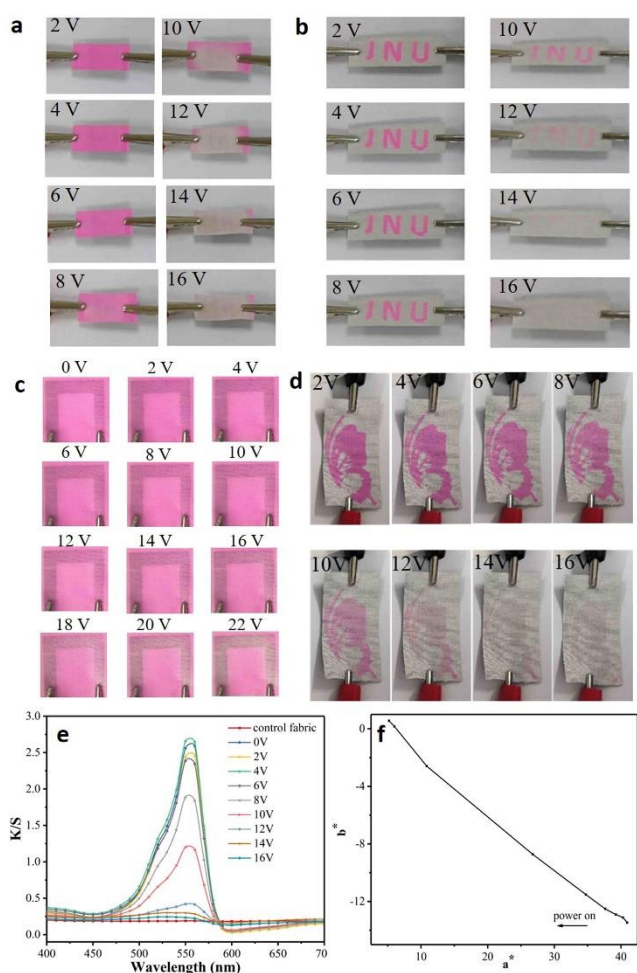 a
2 V
10 V
4 V
12 V
6 V
14 V
8 V
16 V
b
2 V
JNU
10 V
JNU
4 V
JNU
12 V
JNU
6 V
JNU
14 V
8 V
JNU
16 V
c
0 V
2 V
4 V
6 V
8 V
10 V
12 V
14 V
16 V
18 V
20 V
22 V
d
2V
4V
6V
8V
10V
12V
14V
16V
e
3.0
2.5
2.0
1.5
1.0
0.5
0.0
K/S
control fabric
0V
2V
4V
6V
8V
10V
12V
14V
16V
400
450
500
550
600
650
70
Wavelength (nm)
f
0
-4
-8
-12
b*
power on
0
10
20
30
40
a*